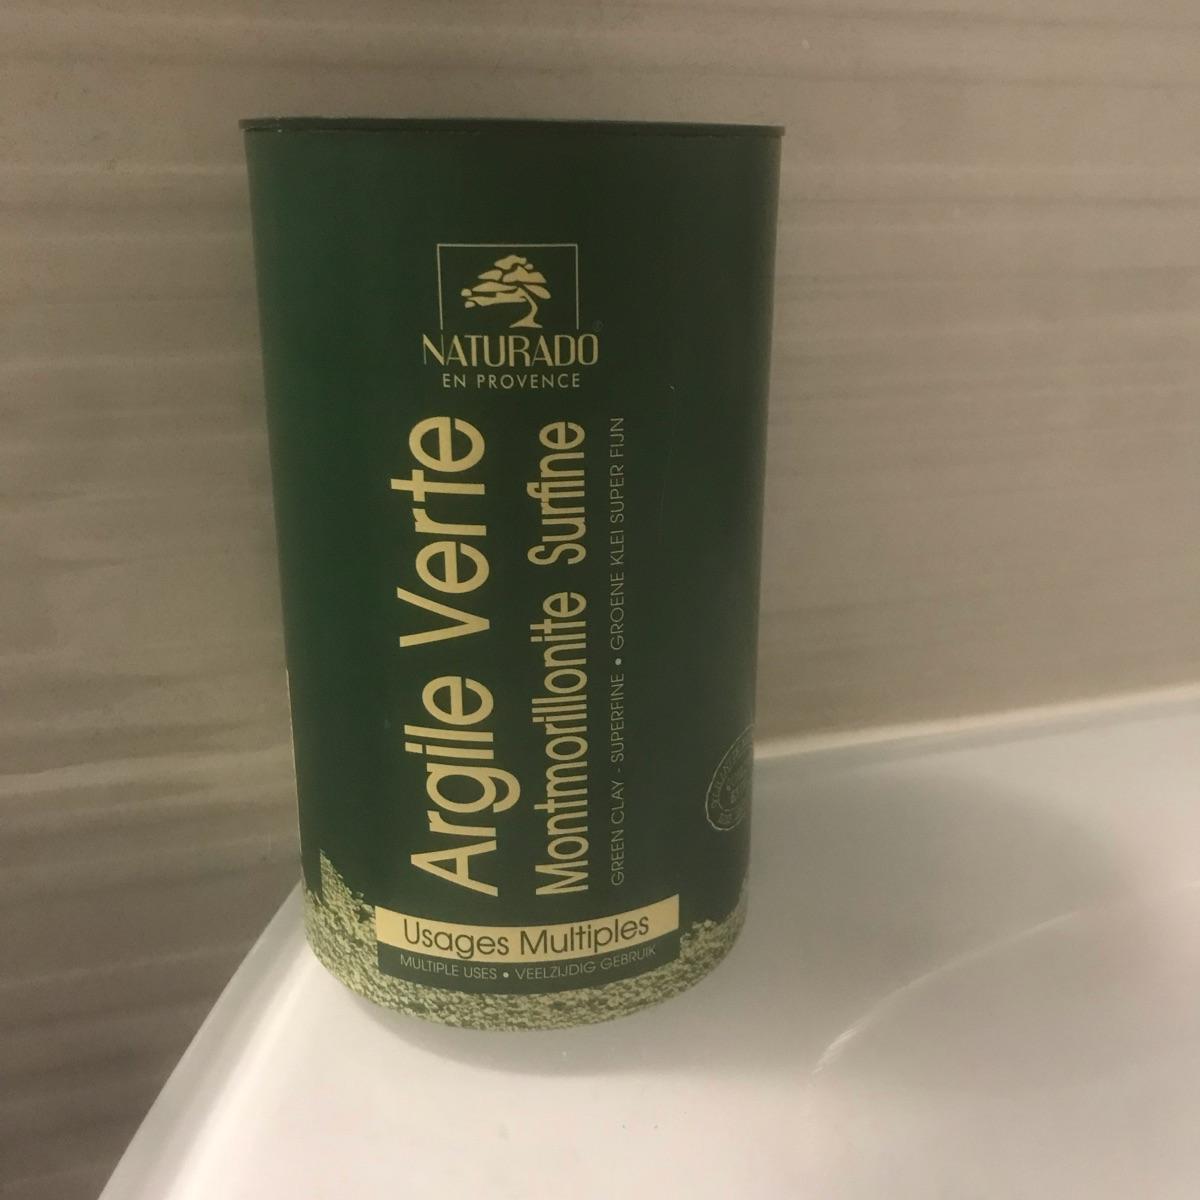 NATURADO
EN PROVENCE
Argile Verte
Montmorillonite Surfine
GREEN CLAY - SUPERFINE • GROENE KLEI SUPER FIJN
Usages Multiples
MULTIPLE USES • VEELZIJDIG GEBRUIK